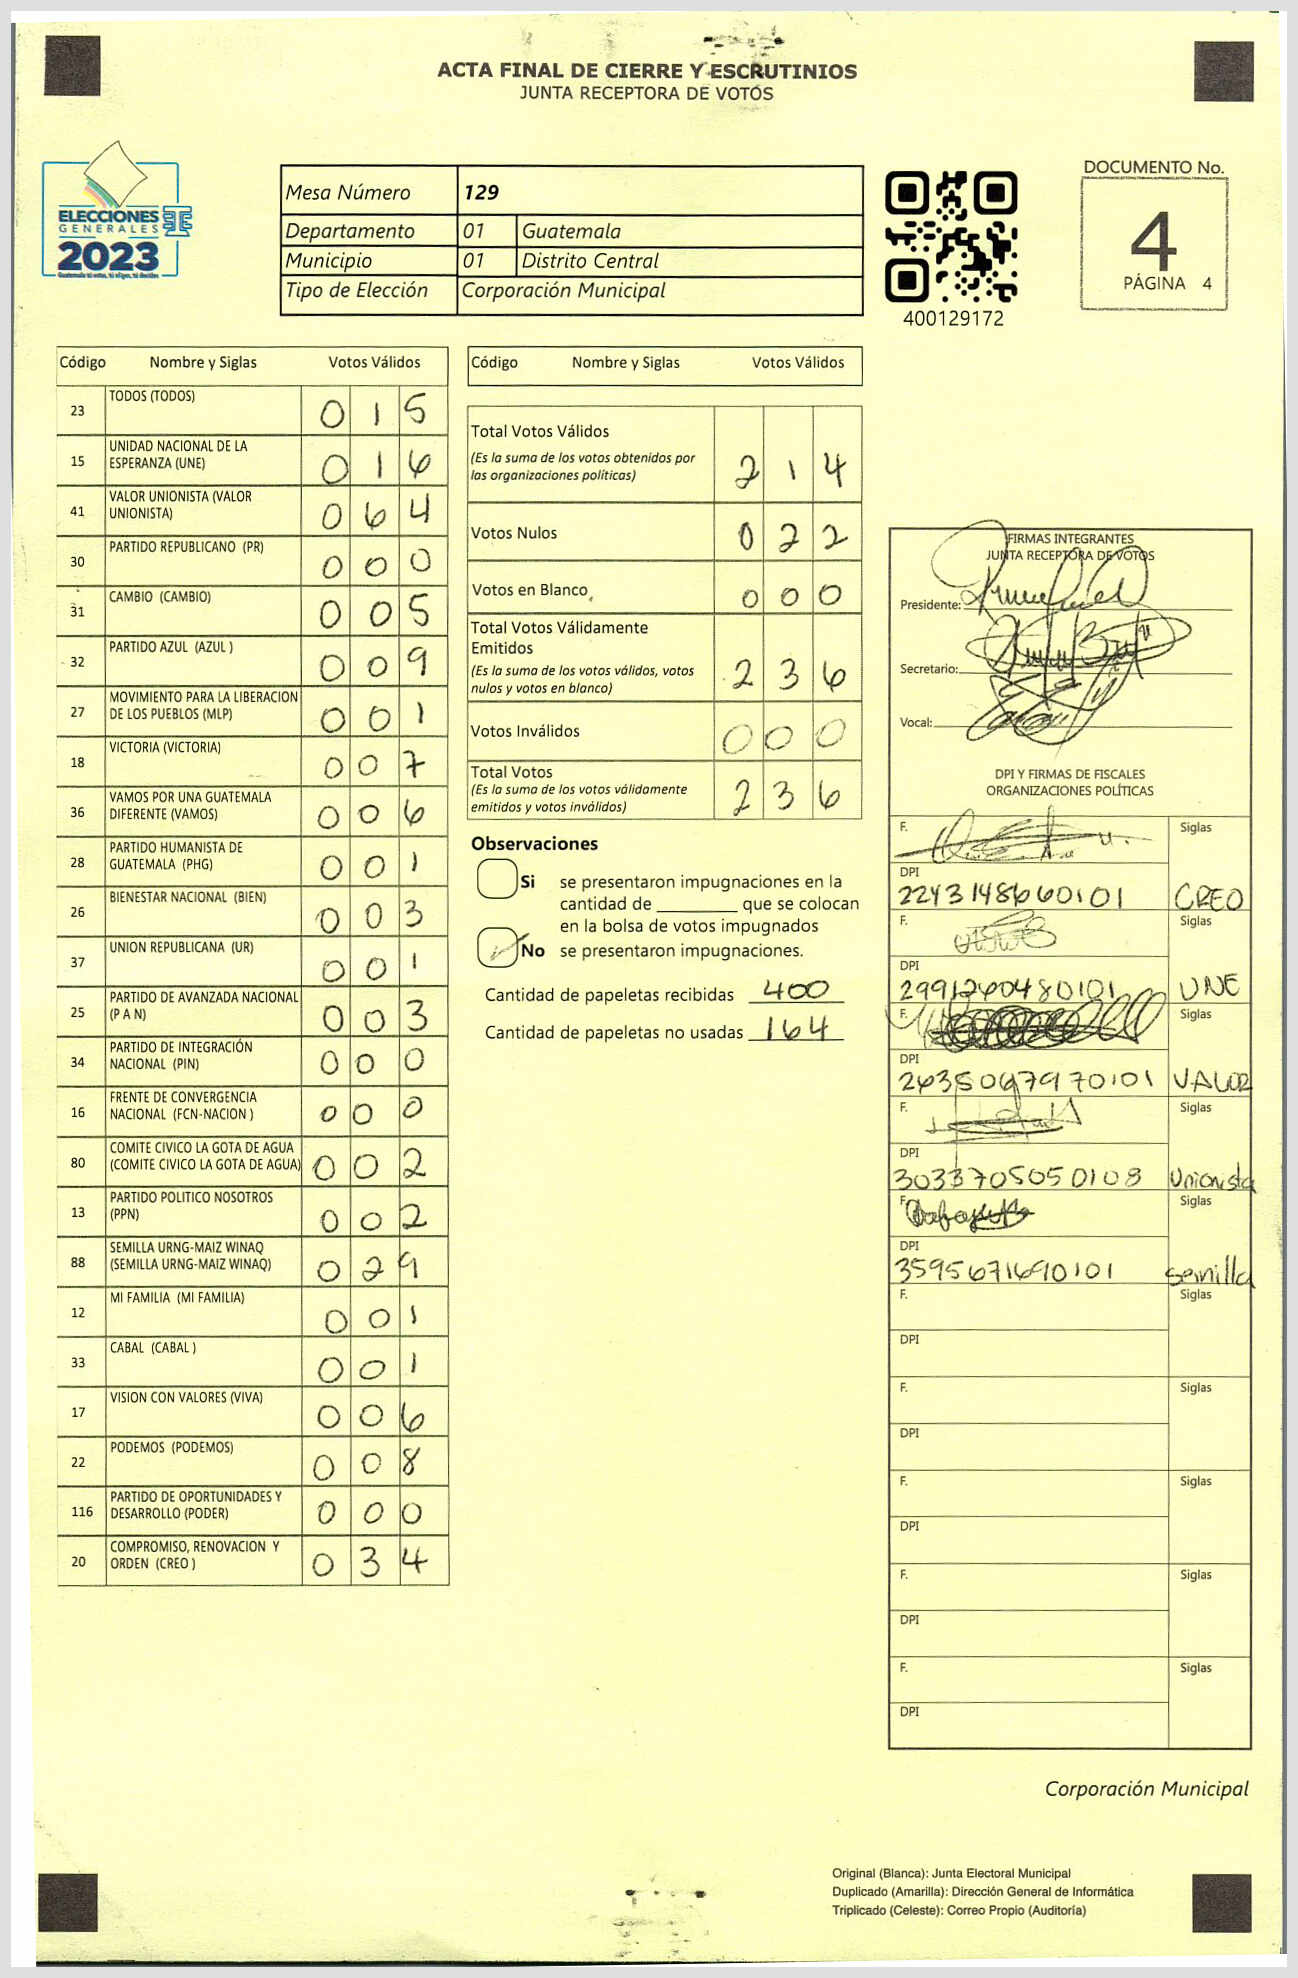 ACTA FINAL DE CIERRE Y ESCRUTINIOS
JUNTA RECEPTORA DE VOTOS
ELECCIONES
GENERALES
2023
Mesa Número 129
Departamento 01 Guatemala
Municipio 01 Distrito Central
Tipo de Elección Corporación Municipal
400129172
DOCUMENTO No.
4
PÁGINA 4
Código Nombre y Siglas Votos Válidos
23 TODOS (TODOS) 0 1 5
15 UNIDAD NACIONAL DE LA
ESPERANZA (UNE) 0 1 6
41 VALOR UNIONISTA (VALOR
UNIONISTA) 0 6 4
30 PARTIDO REPUBLICANO (PR) 0 0 0
31 CAMBIO (CAMBIO) 0 0 5
32 PARTIDO AZUL (AZUL ) 0 0 9
27 MOVIMIENTO PARA LA LIBERACION
DE LOS PUEBLOS (MLP) 0 0 1
18 VICTORIA (VICTORIA) 0 0 7
36 VAMOS POR UNA GUATEMALA
DIFERENTE (VAMOS) 0 0 6
28 PARTIDO HUMANISTA DE
GUATEMALA (PHG) 0 0 1
26 BIENESTAR NACIONAL (BIEN) 0 0 3
37 UNION REPUBLICANA (UR) 0 0 1
25 PARTIDO DE AVANZADA NACIONAL
(P A N) 0 0 3
34 PARTIDO DE INTEGRACIÓN
NACIONAL (PIN) 0 0 0
16 FRENTE DE CONVERGENCIA
NACIONAL (FCN-NACION ) 0 0 0
80 COMITE CIVICO LA GOTA DE AGUA
(COMITE CIVICO LA GOTA DE AGUA) 0 0 2
13 PARTIDO POLITICO NOSOTROS
(PPN) 0 0 2
88 SEMILLA URNG-MAIZ WINAQ
(SEMILLA URNG-MAIZ WINAQ) 0 2 9
12 MI FAMILIA (MI FAMILIA) 0 0 1
33 CABAL (CABAL ) 0 0 1
17 VISION CON VALORES (VIVA) 0 0 6
22 PODEMOS (PODEMOS) 0 0 8
116 PARTIDO DE OPORTUNIDADES Y
DESARROLLO (PODER) 0 0 0
20 COMPROMISO, RENOVACION Y
ORDEN (CREO ) 0 3 4
Código Nombre y Siglas Votos Válidos
Total Votos Válidos
(Es la suma de los votos obtenidos por
las organizaciones políticas) 2 1 4
Votos Nulos 0 2 2
Votos en Blanco 0 0 0
Total Votos Válidamente
Emitidos
(Es la suma de los votos válidos, votos
nulos y votos en blanco) 2 3 6
Votos Inválidos 0 0 0
Total Votos
(Es la suma de los votos válidamente
emitidos y votos inválidos) 2 3 6
Observaciones
Si se presentaron impugnaciones en la
cantidad de ________ que se colocan
en la bolsa de votos impugnados
No se presentaron impugnaciones.
Cantidad de papeletas recibidas 400
Cantidad de papeletas no usadas 164
FIRMAS INTEGRANTES
JUNTA RECEPTORA DE VOTOS
Presidente:
Secretario:
Vocal:
DPI Y FIRMAS DE FISCALES
ORGANIZACIONES POLÍTICAS
F. Siglas
DPI
2243148660101 CREO
F. Siglas
DPI
2991260480101 UNE
F. Siglas
DPI
2635067970101 VALOR
F. Siglas
DPI
3033705050108 Unionista
F. Siglas
DPI
3595671690101 semilla
F. Siglas
DPI
F. Siglas
DPI
F. Siglas
DPI
F. Siglas
DPI
F. Siglas
DPI
Corporación Municipal
Original (Blanca): Junta Electoral Municipal
Duplicado (Amarilla): Dirección General de Informática
Triplicado (Celeste): Correo Propio (Auditoría)